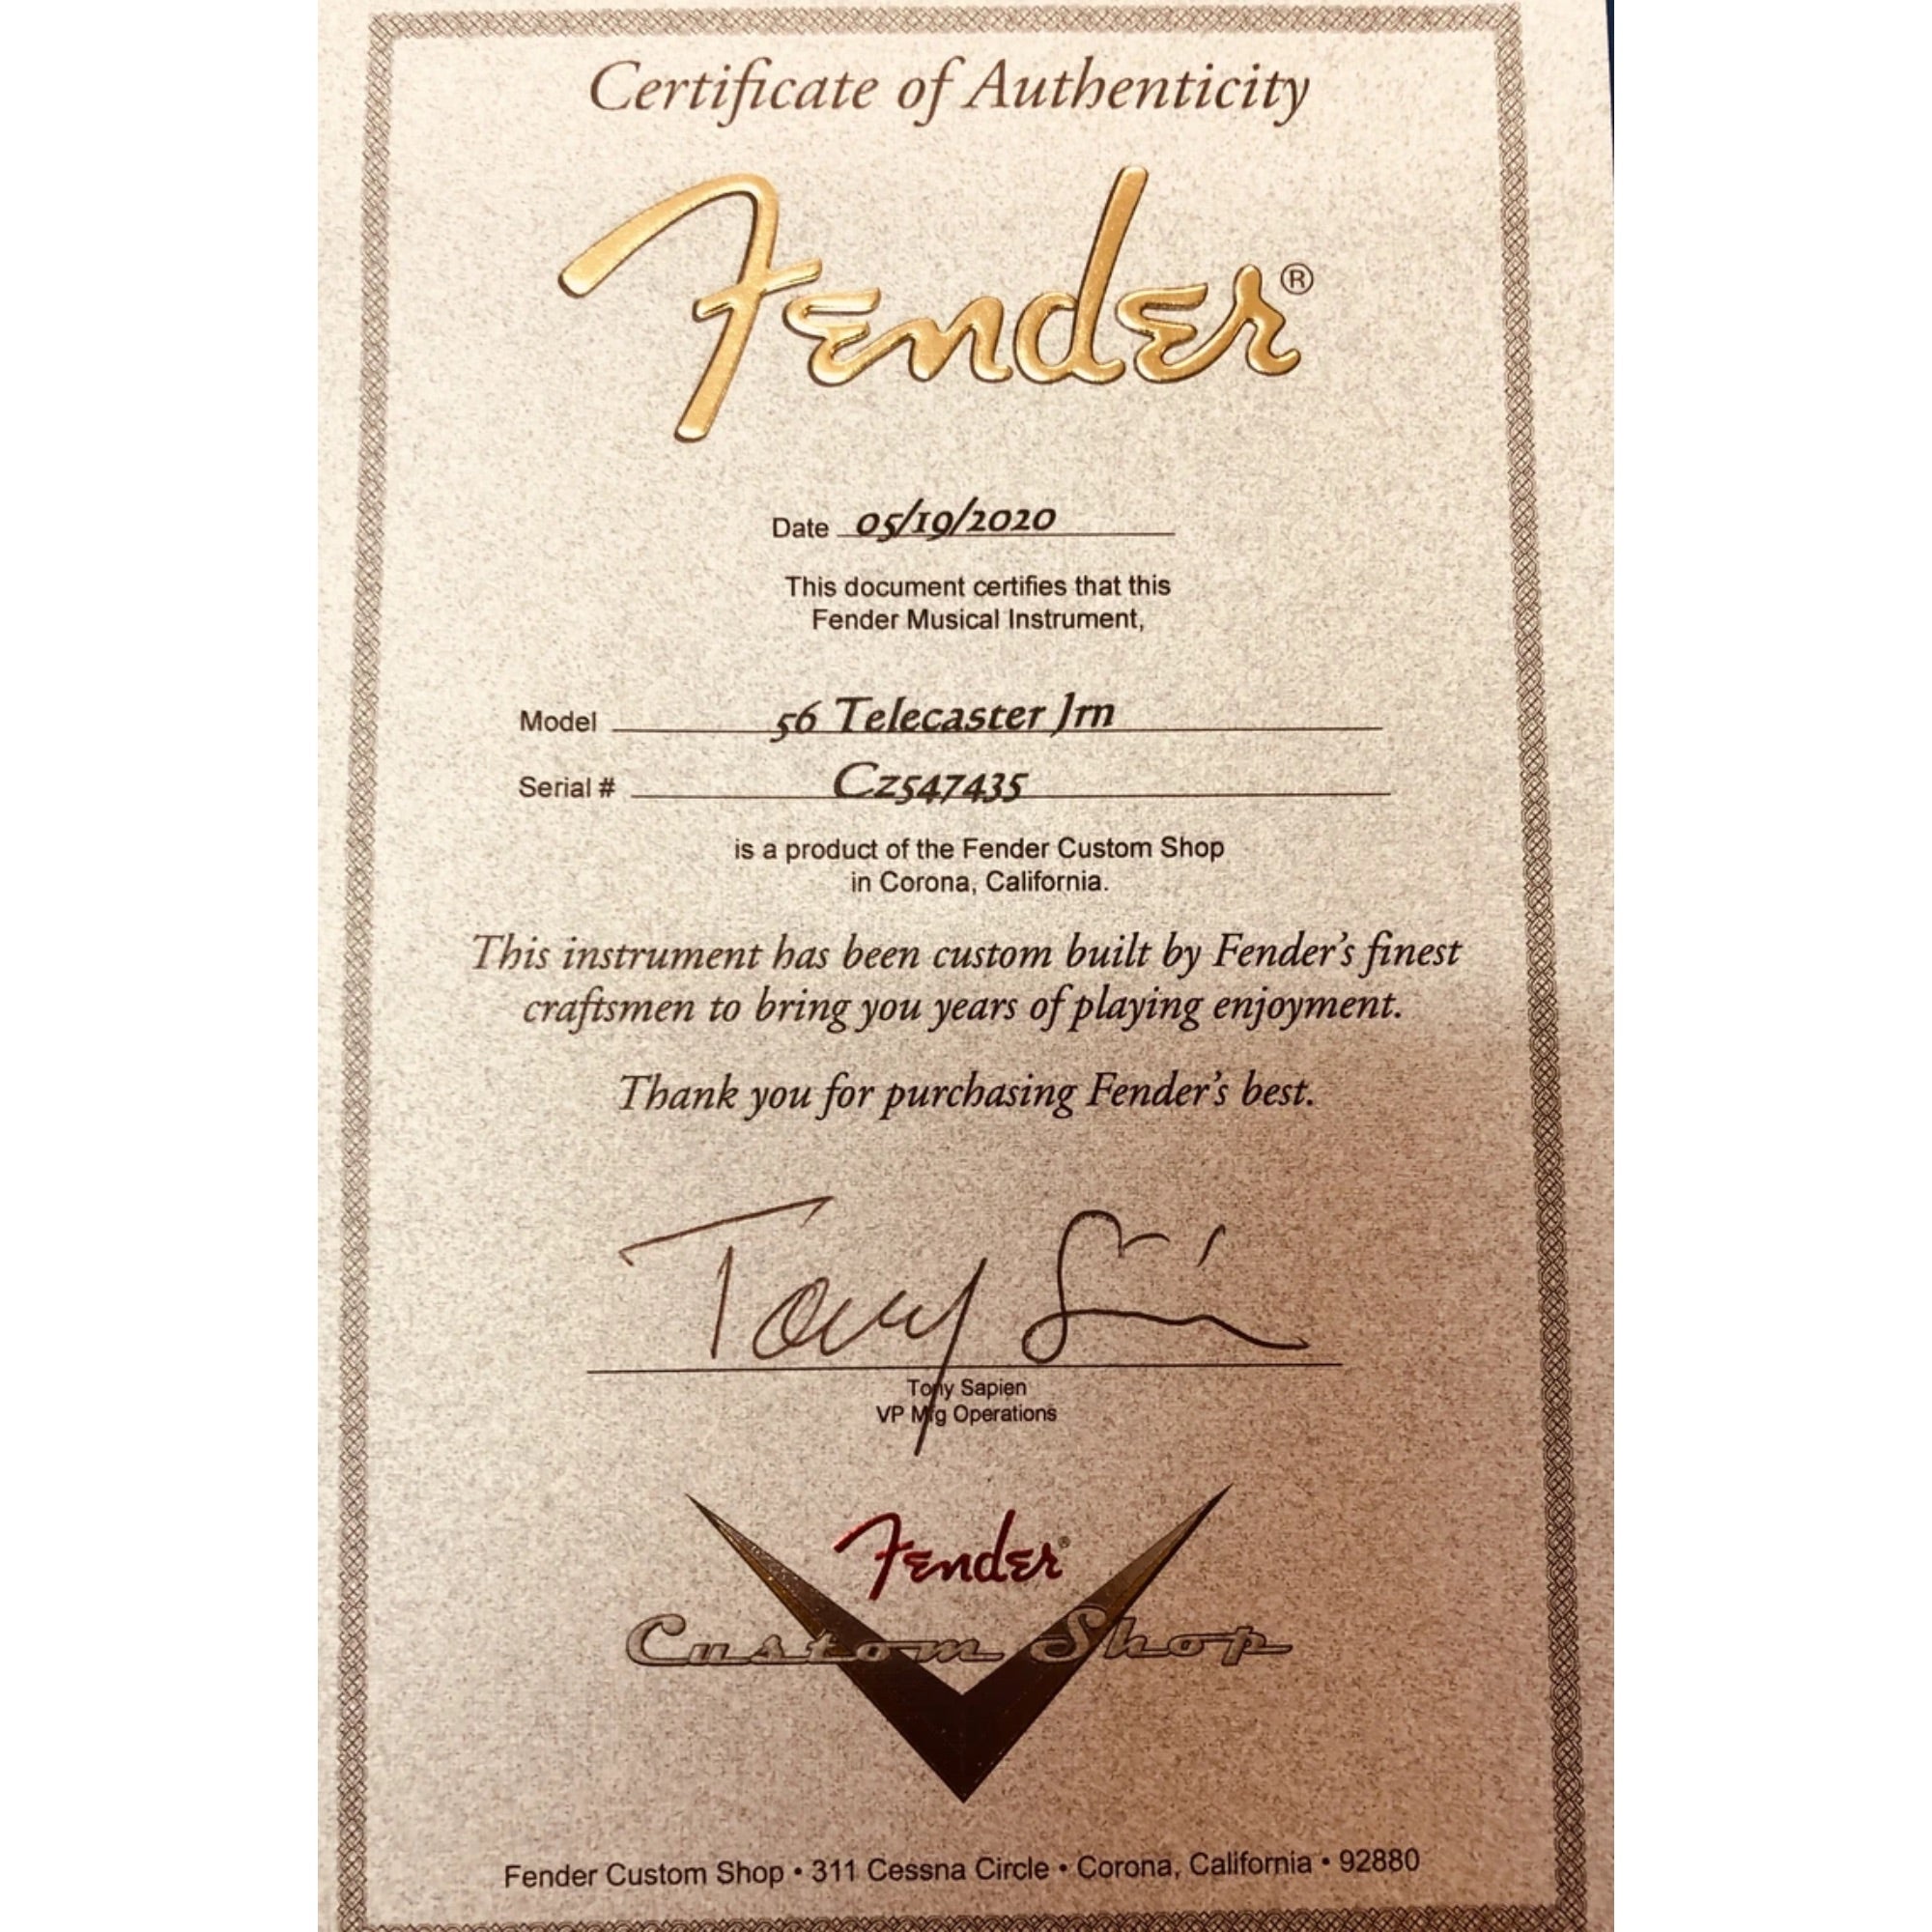 Certificate of Authenticity
Fender®
Date 05/19/2020
This document certifies that this
Fender Musical Instrument,
Model 56 Telecaster Jrn
Serial # CZ547435
is a product of the Fender Custom Shop
in Corona, California.
This instrument has been custom built by Fender's finest
craftsmen to bring you years of playing enjoyment.
Thank you for purchasing Fender's best.
Tony Sapien
VP Mfg Operations
Fender®
Custom Shop
Fender Custom Shop • 311 Cessna Circle • Corona, California • 92880